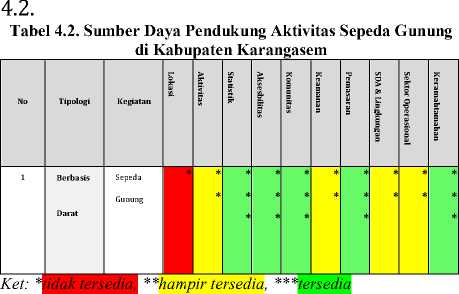 4.2.
Tabel 4.2. Sumber Daya Pendukung Aktivitas Sepeda Gunung
di Kabupaten Karangasem
No Tipologi Kegiatan Lokasi Aktivitas Statistik Aksesbilitas Komunitas Keamanan Pemasaran SDA & Lingkungan Sektor Operasional Keramahtamahan
1 Berbasis Sepeda * * * * * * * * * *
Gunung * * * * * * * * *
Darat * * * * *
Ket: *tidak tersedia, **hampir tersedia, ***tersedia